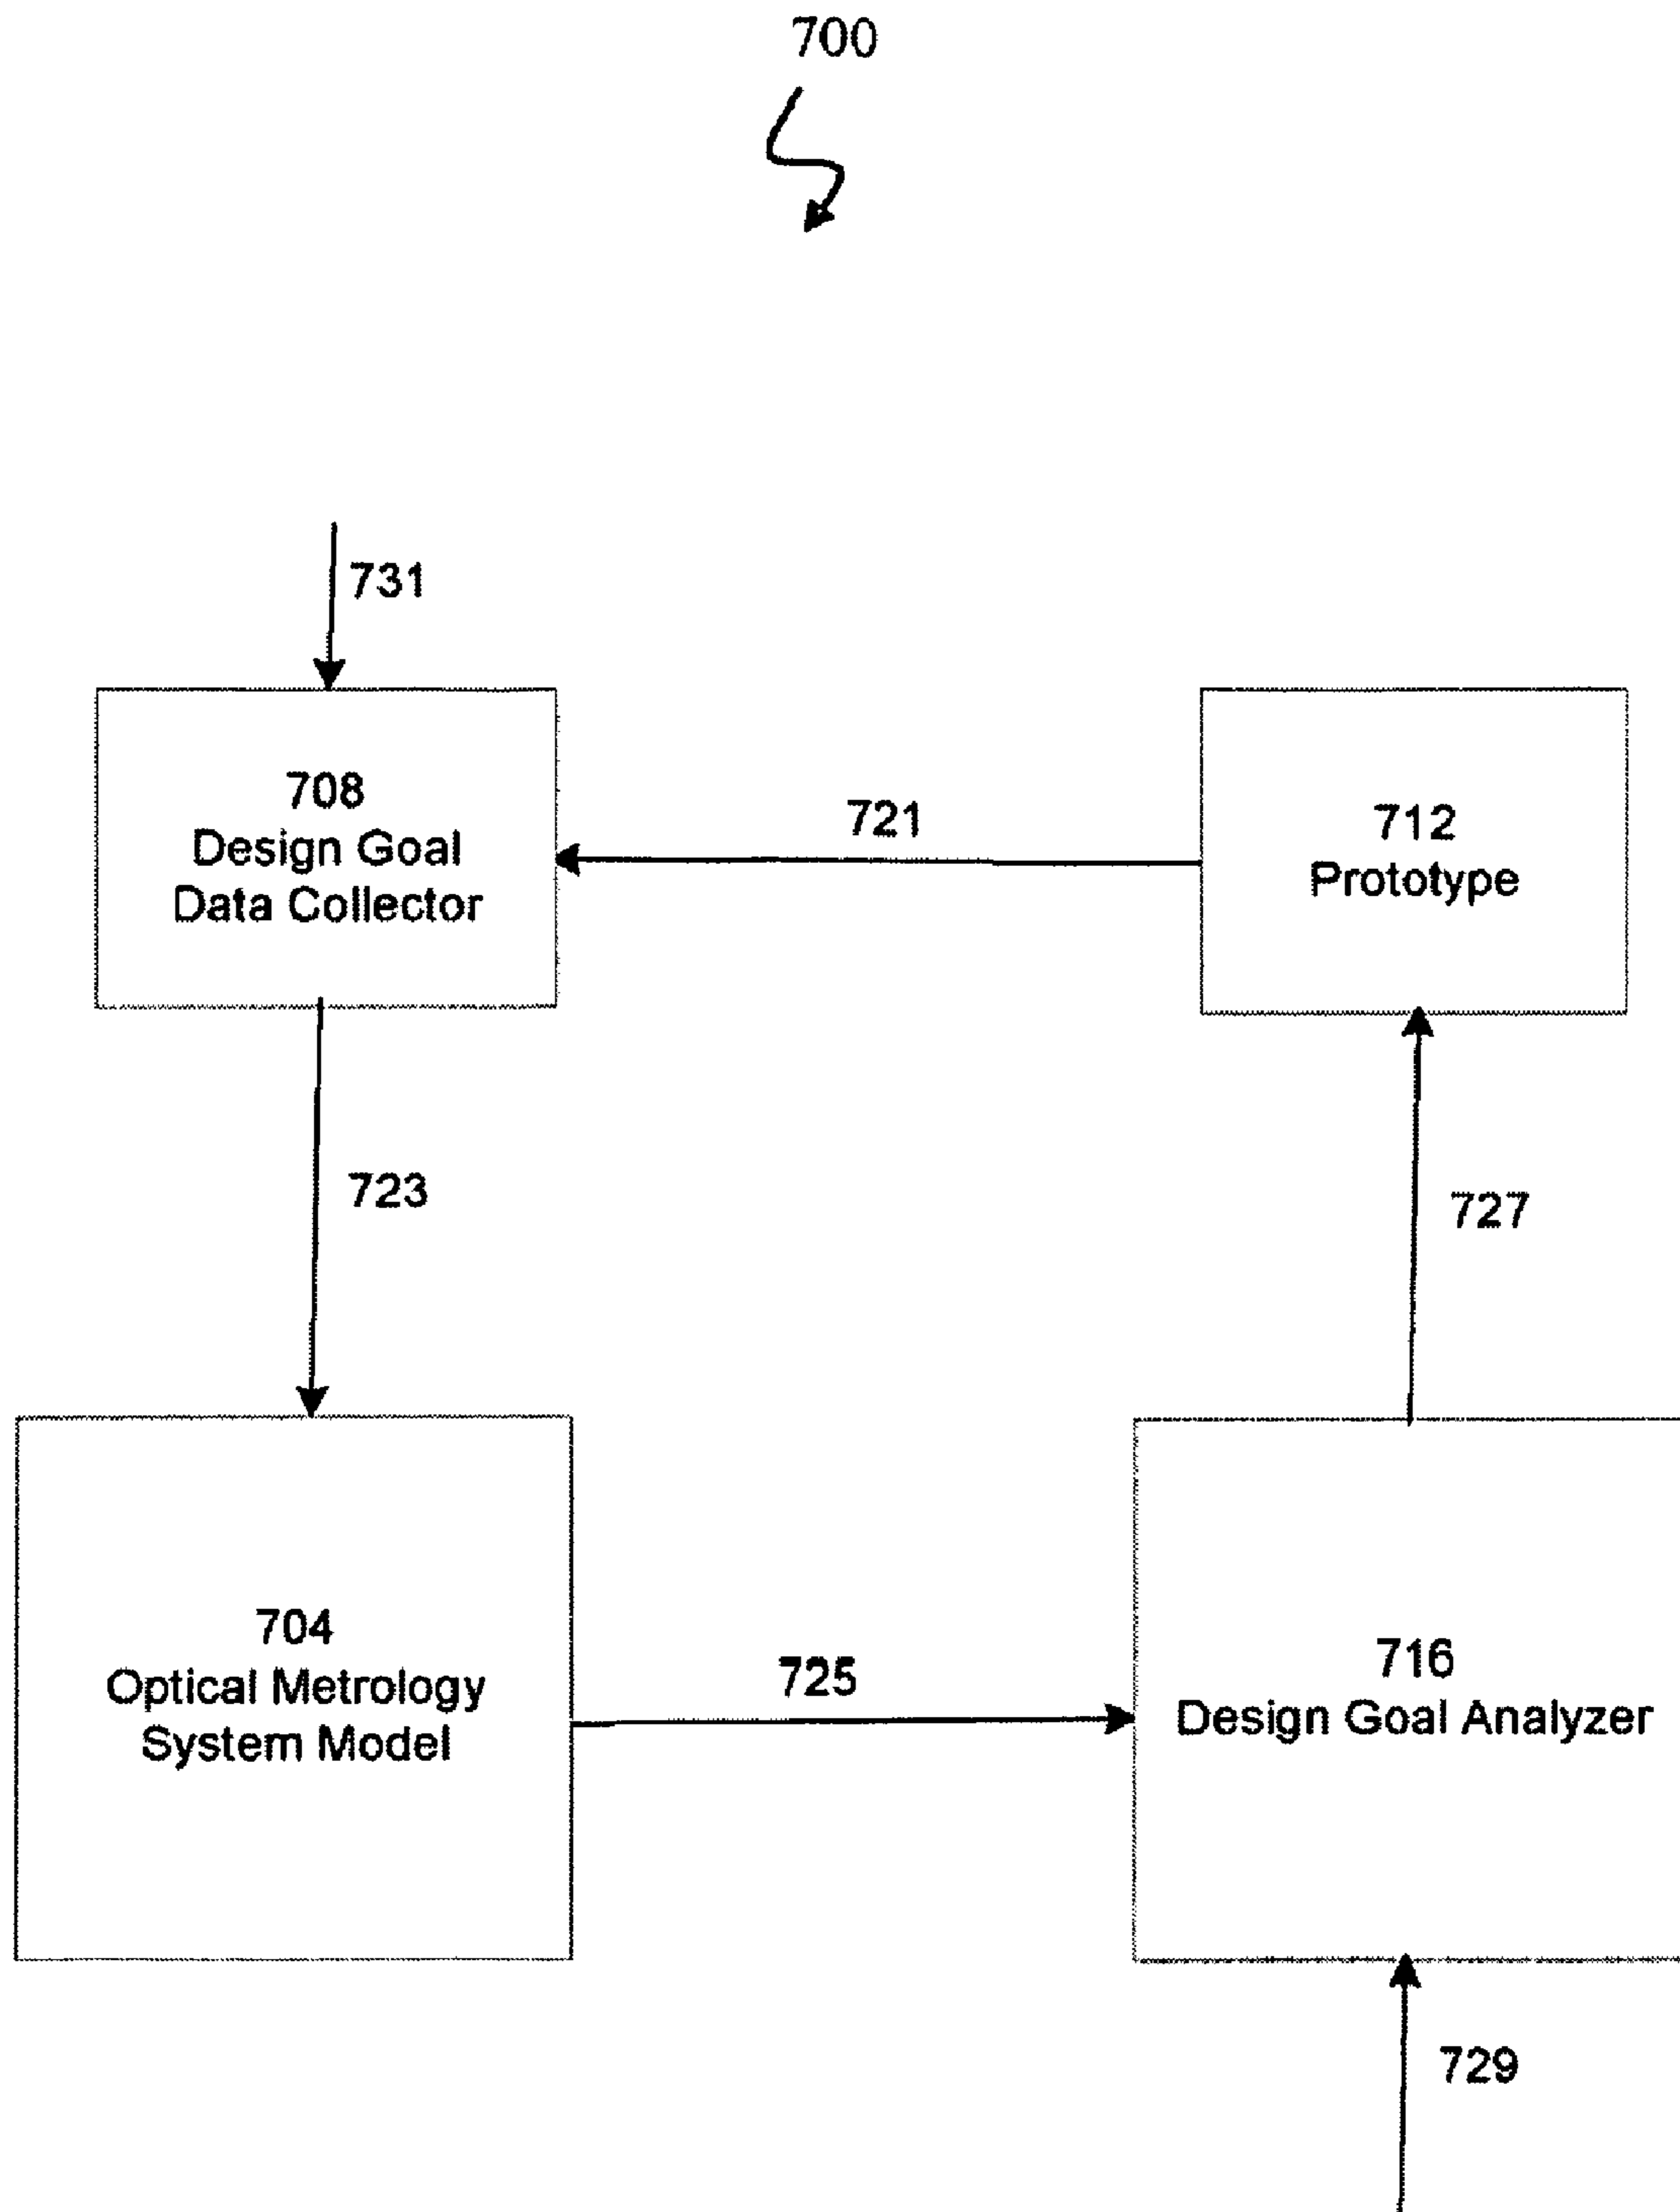 700
731
708
Design Goal
Data Collector
721
712
Prototype
723
727
704
Optical Metrology
System Model
725
716
Design Goal Analyzer
729